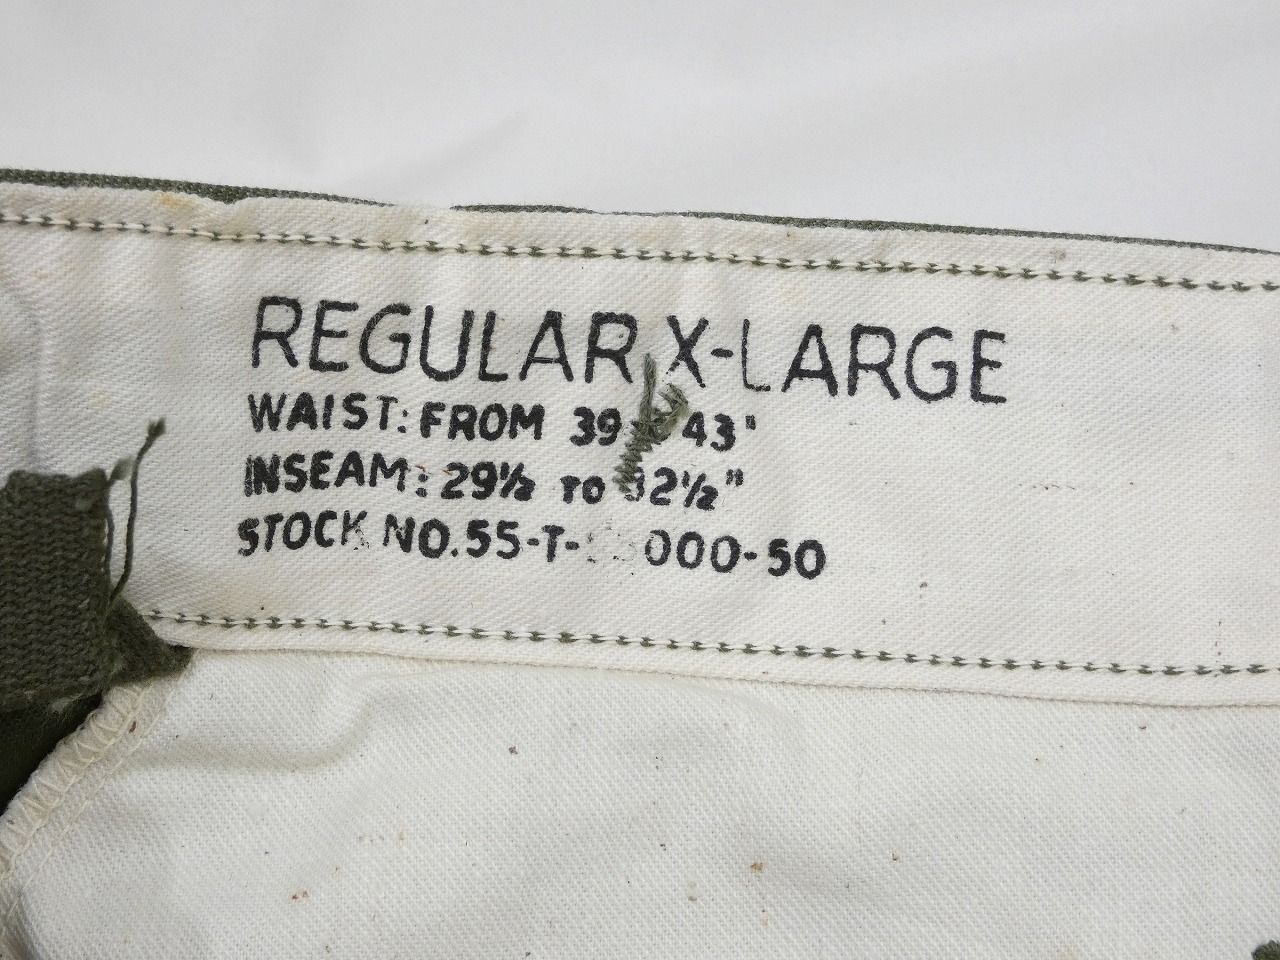 REGULAR X-LARGE
WAIST: FROM 39 43"
INSEAM: 29½ TO 32½"
STOCK NO. 55-T- 000-50